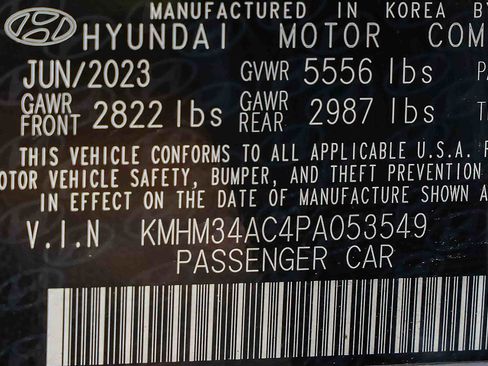 MANUFACTURED IN KOREA BY
HYUNDAI MOTOR COM
JUN/2023 GVWR 5556 lbs PA
GAWR FRONT 2822 lbs GAWR REAR 2987 lbs
THIS VEHICLE CONFORMS TO ALL APPLICABLE U.S.A. F
OTOR VEHICLE SAFETY, BUMPER, AND THEFT PREVENTION
IN EFFECT ON THE DATE OF MANUFACTURE SHOWN A
V.I.N KMHM34AC4PA053549
PASSENGER CAR